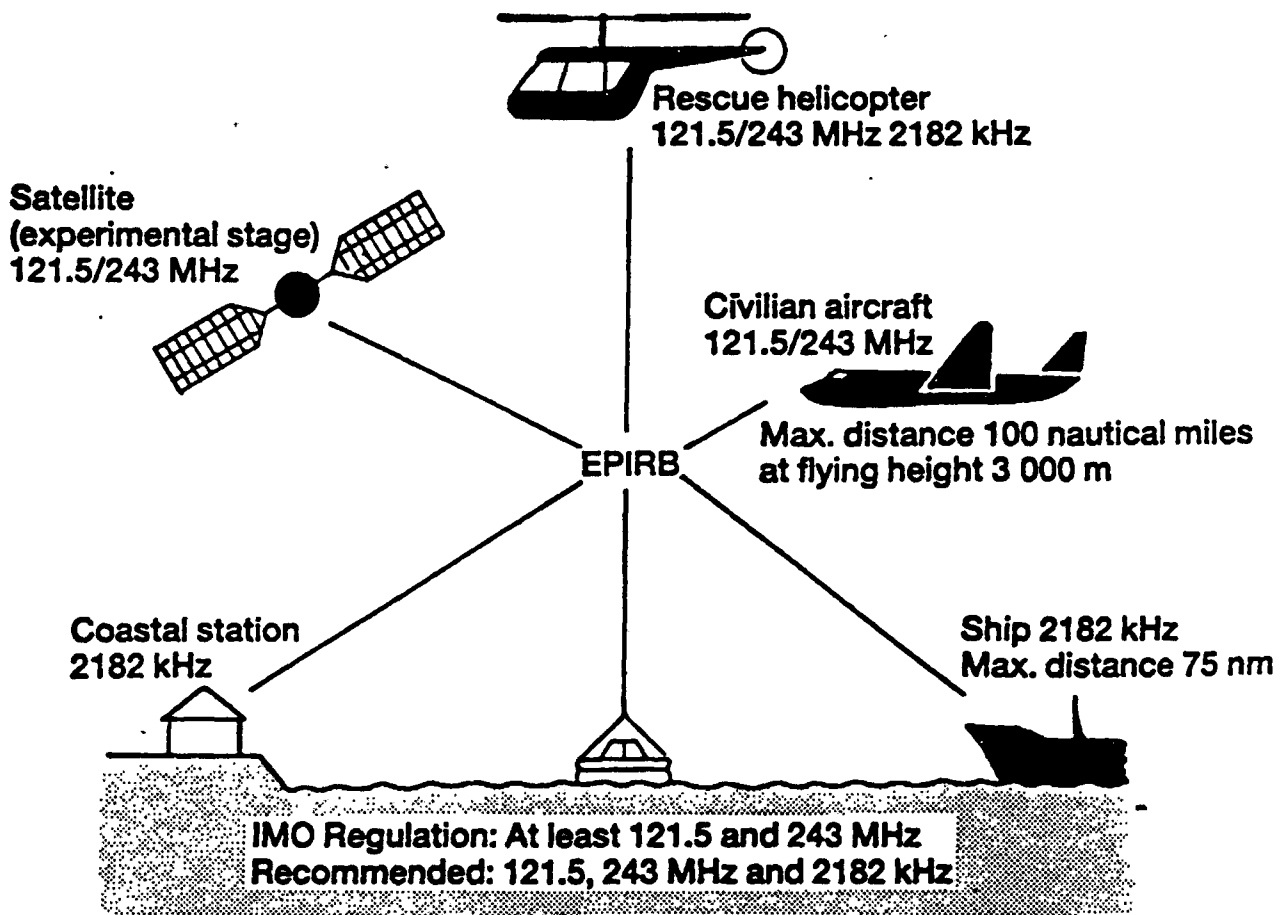 Rescue helicopter
121.5/243 MHz 2182 kHz
Satellite
(experimental stage)
121.5/243 MHz
Civilian aircraft
121.5/243 MHz
Max. distance 100 nautical miles
at flying height 3 000 m
EPIRB
Coastal station
2182 kHz
Ship 2182 kHz
Max. distance 75 nm
IMO Regulation: At least 121.5 and 243 MHz
Recommended: 121.5, 243 MHz and 2182 kHz